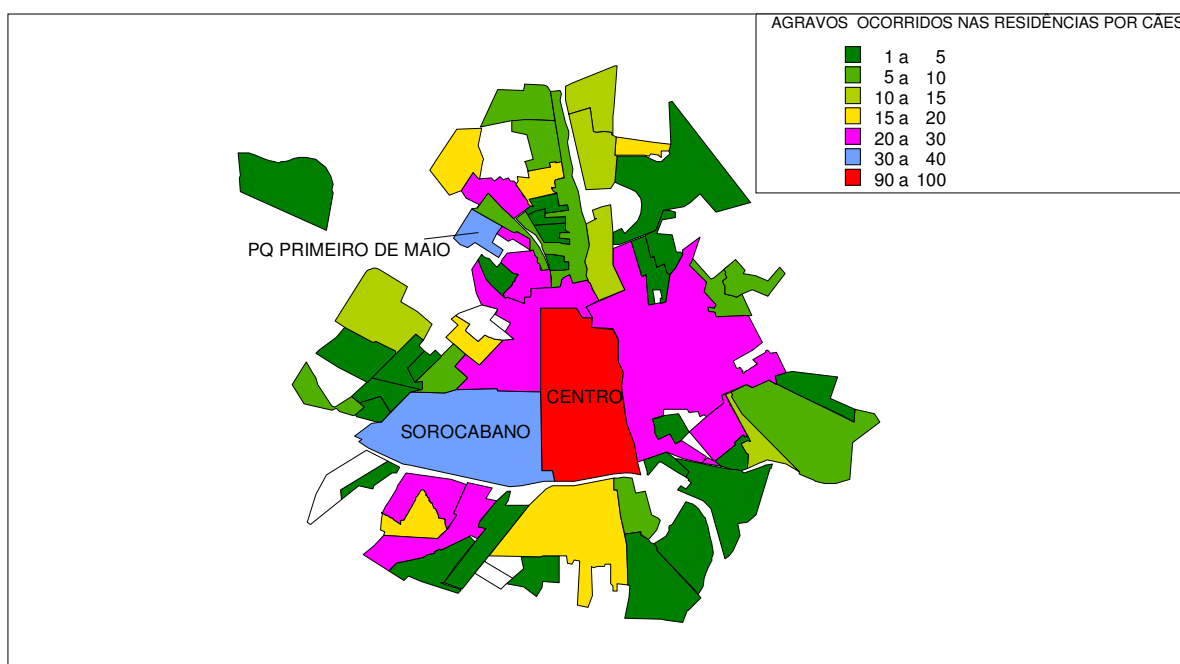 AGRAVOS OCORRIDOS NAS RESIDÊNCIAS POR CÃES
1 a 5
5 a 10
10 a 15
15 a 20
20 a 30
30 a 40
90 a 100
PQ PRIMEIRO DE MAIO
CENTRO
SOROCABANO